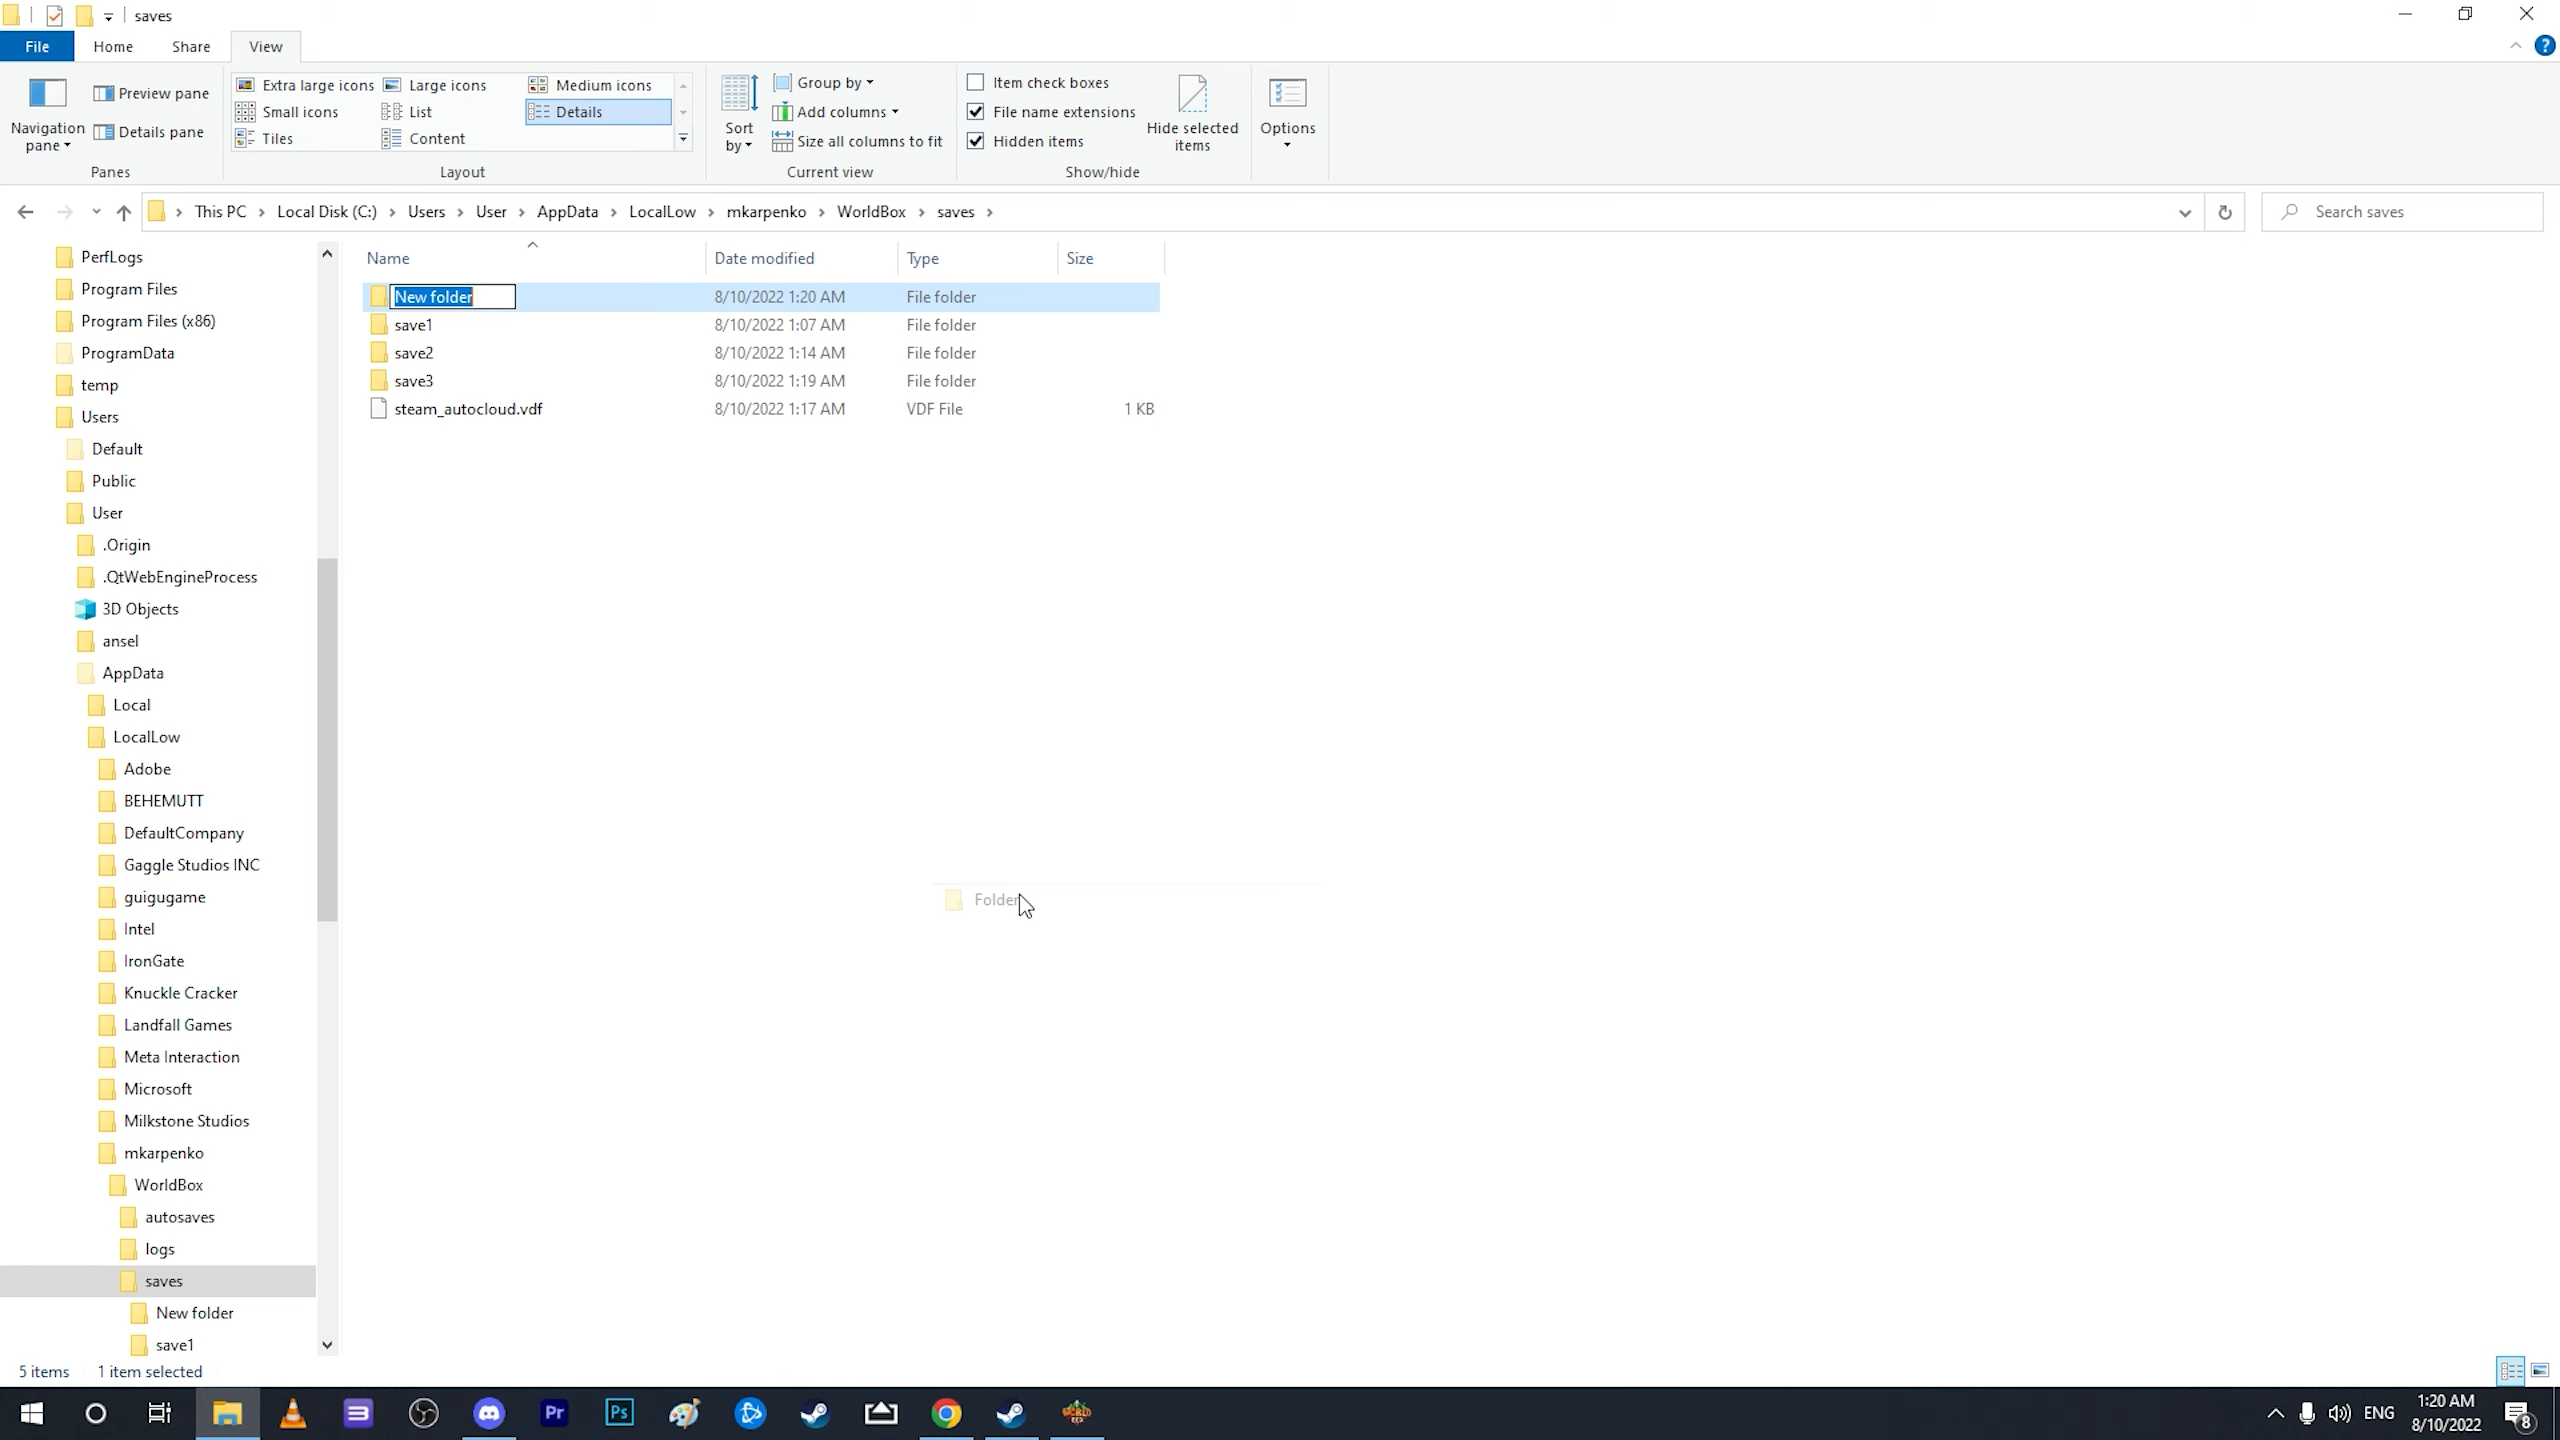 saves
File Home Share View
Navigation pane
Preview pane
Details pane
Panes
Extra large icons Large icons Medium icons
Small icons List Details
Tiles Content
Layout
Sort by
Group by
Add columns
Size all columns to fit
Current view
Item check boxes
File name extensions
Hidden items
Hide selected items
Show/hide
Options
This PC Local Disk (C:) Users User AppData LocalLow mkarpenko WorldBox saves
Search saves
PerfLogs
Program Files
Program Files (x86)
ProgramData
temp
Users
Default
Public
User
.Origin
.QtWebEngineProcess
3D Objects
ansel
AppData
Local
LocalLow
Adobe
BEHEMUTT
DefaultCompany
Gaggle Studios INC
guigugame
Intel
IronGate
Knuckle Cracker
Landfall Games
Meta Interaction
Microsoft
Milkstone Studios
mkarpenko
WorldBox
autosaves
logs
saves
New folder
save1
Name Date modified Type Size
New folder 8/10/2022 1:20 AM File folder
save1 8/10/2022 1:07 AM File folder
save2 8/10/2022 1:14 AM File folder
save3 8/10/2022 1:19 AM File folder
steam_autocloud.vdf 8/10/2022 1:17 AM VDF File 1 KB
Folder
5 items 1 item selected
Pr
Ps
ENG
1:20 AM
8/10/2022
8